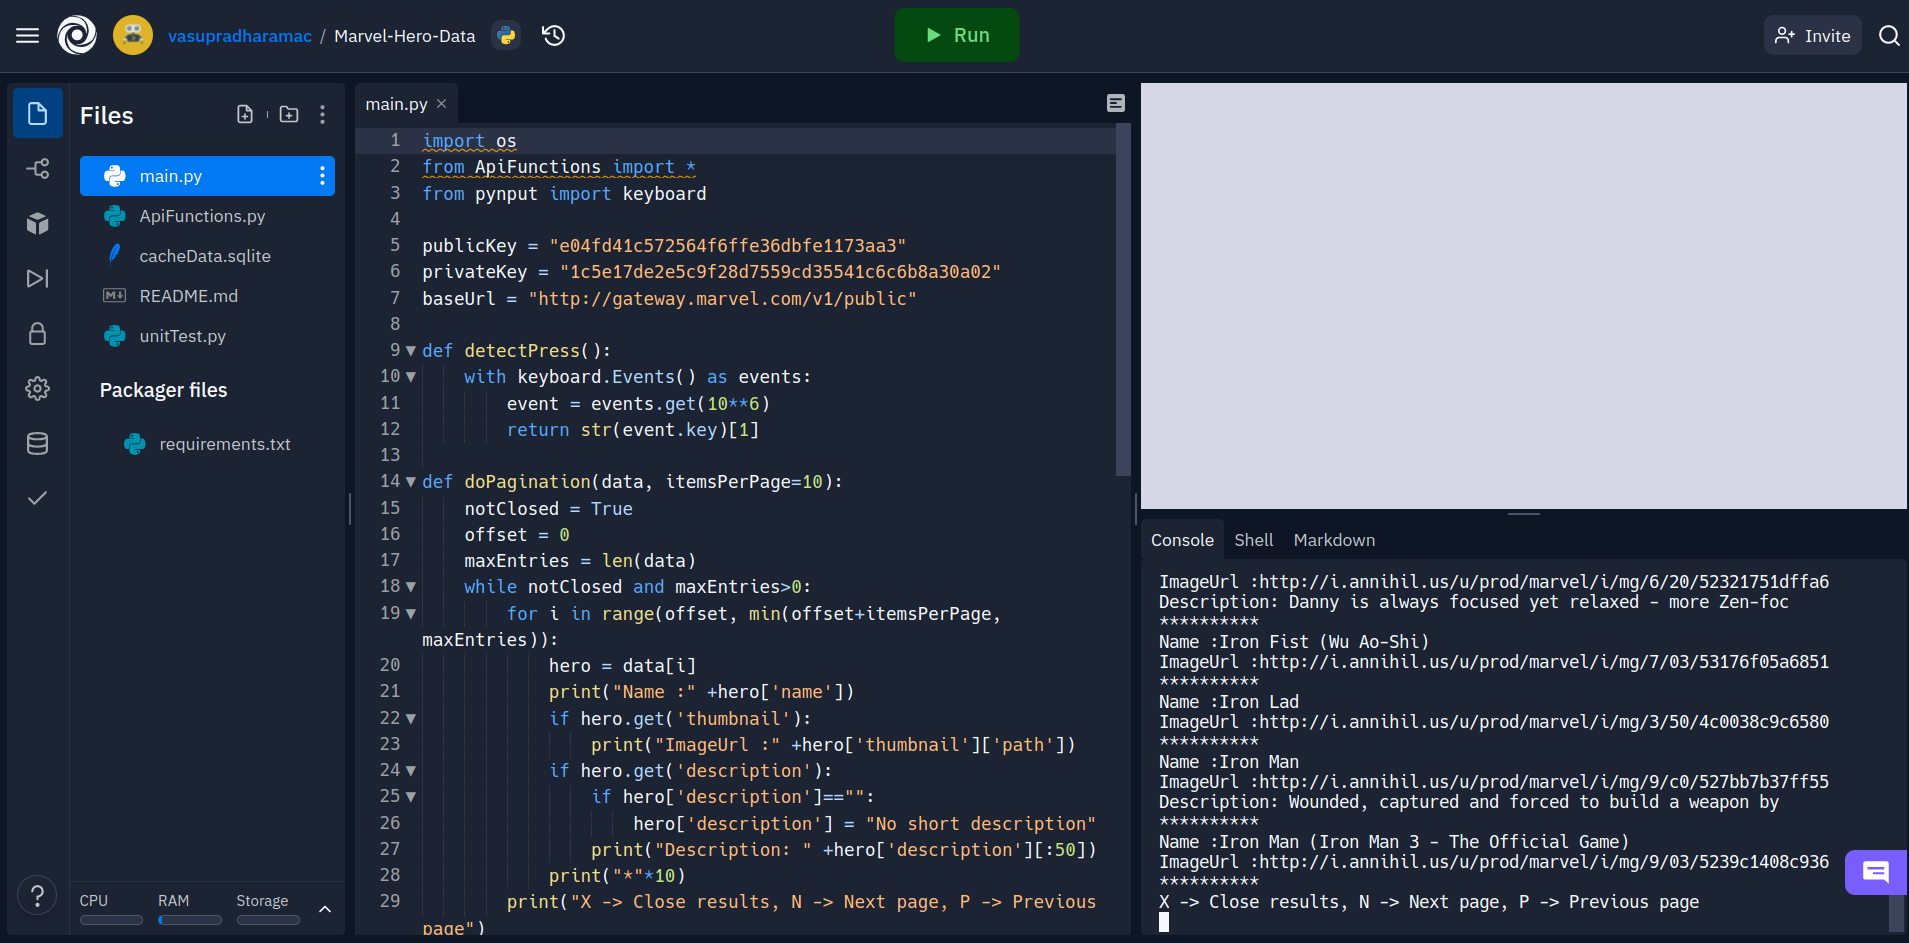 vasupradharamac / Marvel-Hero-Data
Run
Invite
Files
main.py
ApiFunctions.py
cacheData.sqlite
README.md
unitTest.py
Packager files
requirements.txt
CPU RAM Storage
main.py
1 import os
2 from ApiFunctions import *
3 from pynput import keyboard
4
5 publicKey = "e04fd41c572564f6ffe36dbfe1173aa3"
6 privateKey = "1c5e17de2e5c9f28d7559cd35541c6c6b8a30a02"
7 baseUrl = "http://gateway.marvel.com/v1/public"
8
9 def detectPress():
10 with keyboard.Events() as events:
11 event = events.get(10**6)
12 return str(event.key)[1]
13
14 def doPagination(data, itemsPerPage=10):
15 notClosed = True
16 offset = 0
17 maxEntries = len(data)
18 while notClosed and maxEntries>0:
19 for i in range(offset, min(offset+itemsPerPage,
maxEntries)):
20 hero = data[i]
21 print("Name :" +hero['name'])
22 if hero.get('thumbnail'):
23 print("ImageUrl :" +hero['thumbnail']['path'])
24 if hero.get('description'):
25 if hero['description']=="":
26 hero['description'] = "No short description"
27 print("Description: " +hero['description'][:50])
28 print("*"*10)
29 print("X -> Close results, N -> Next page, P -> Previous
page")
Console Shell Markdown
ImageUrl :http://i.annihil.us/u/prod/marvel/i/mg/6/20/52321751dffa6
Description: Danny is always focused yet relaxed - more Zen-foc
**********
Name :Iron Fist (Wu Ao-Shi)
ImageUrl :http://i.annihil.us/u/prod/marvel/i/mg/7/03/53176f05a6851
**********
Name :Iron Lad
ImageUrl :http://i.annihil.us/u/prod/marvel/i/mg/3/50/4c0038c9c6580
**********
Name :Iron Man
ImageUrl :http://i.annihil.us/u/prod/marvel/i/mg/9/c0/527bb7b37ff55
Description: Wounded, captured and forced to build a weapon by
**********
Name :Iron Man (Iron Man 3 - The Official Game)
ImageUrl :http://i.annihil.us/u/prod/marvel/i/mg/9/03/5239c1408c936
**********
X -> Close results, N -> Next page, P -> Previous page